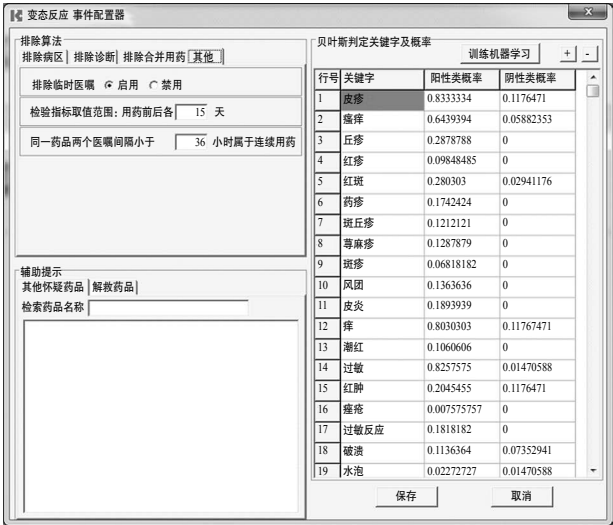 变态反应 事件配置器
排除算法
排除病区 排除诊断 排除合并用药 其他
排除临时医嘱 启用 禁用
检验指标取值范围：用药前后各 15 天
同一药品两个医嘱间隔小于 36 小时属于连续用药
辅助提示
其他怀疑药品 解救药品
检索药品名称
贝叶斯判定关键字及概率
训练机器学习 + -
行号 关键字 阳性类概率 阴性类概率
1 皮疹 0.8333334 0.1176471
2 瘙痒 0.6439394 0.05882353
3 丘疹 0.2878788 0
4 红疹 0.09848485 0
5 红斑 0.280303 0.02941176
6 药疹 0.1742424 0
7 斑丘疹 0.1212121 0
8 荨麻疹 0.1287879 0
9 斑疹 0.06818182 0
10 风团 0.1363636 0
11 皮炎 0.1893939 0
12 痒 0.8030303 0.11767471
13 潮红 0.1060606 0
14 过敏 0.8257575 0.01470588
15 红肿 0.2045455 0.1176471
16 痤疮 0.007575757 0
17 过敏反应 0.1818182 0
18 破溃 0.1136364 0.07352941
19 水泡 0.02272727 0.01470588
保存 取消